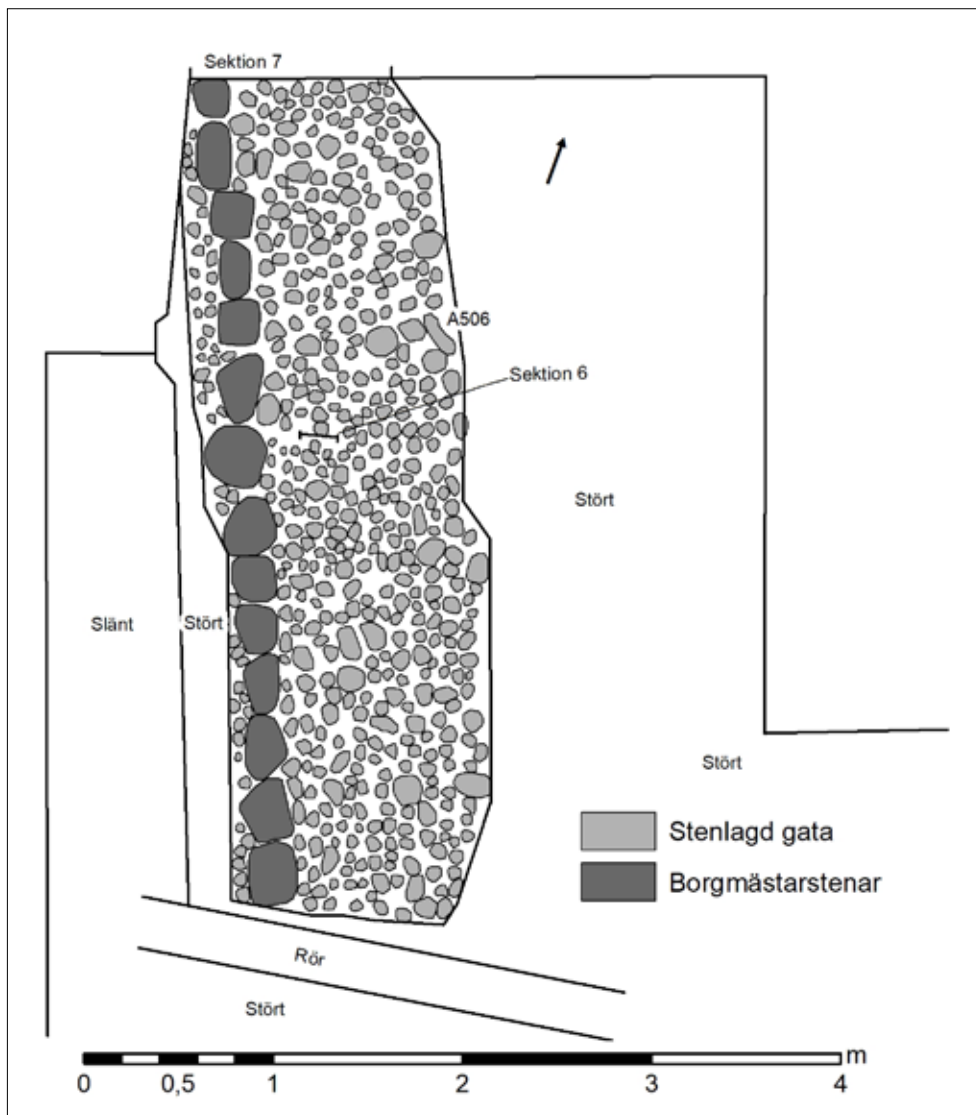 Sektion 7
A506
Sektion 6
Stört
Slänt
Stört
Stört
Stenlagd gata
Borgmästarstenar
Rör
Stört
m
0
0,5
1
2
3
4